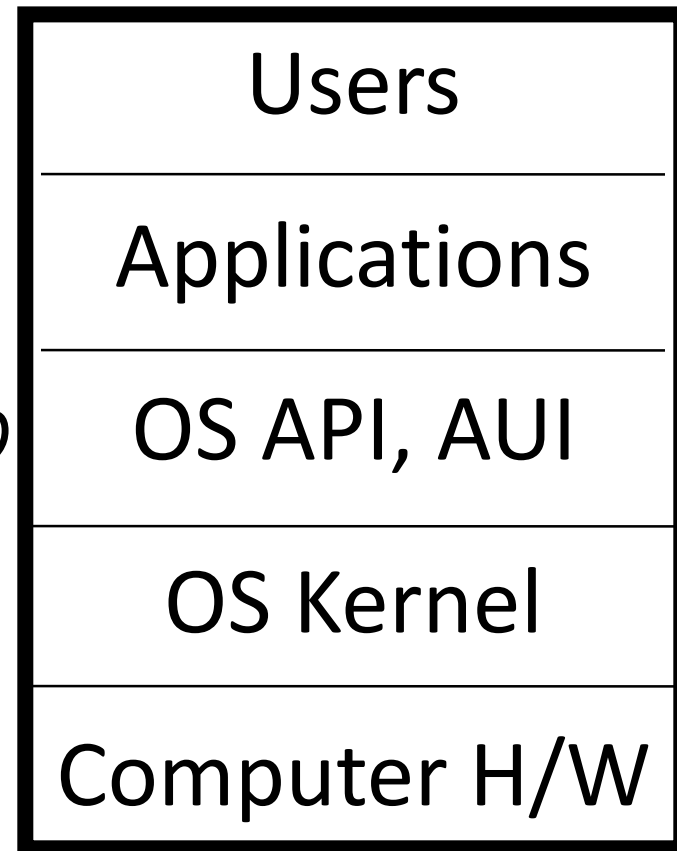 Users
Applications
OS API, AUI
OS Kernel
Computer H/W